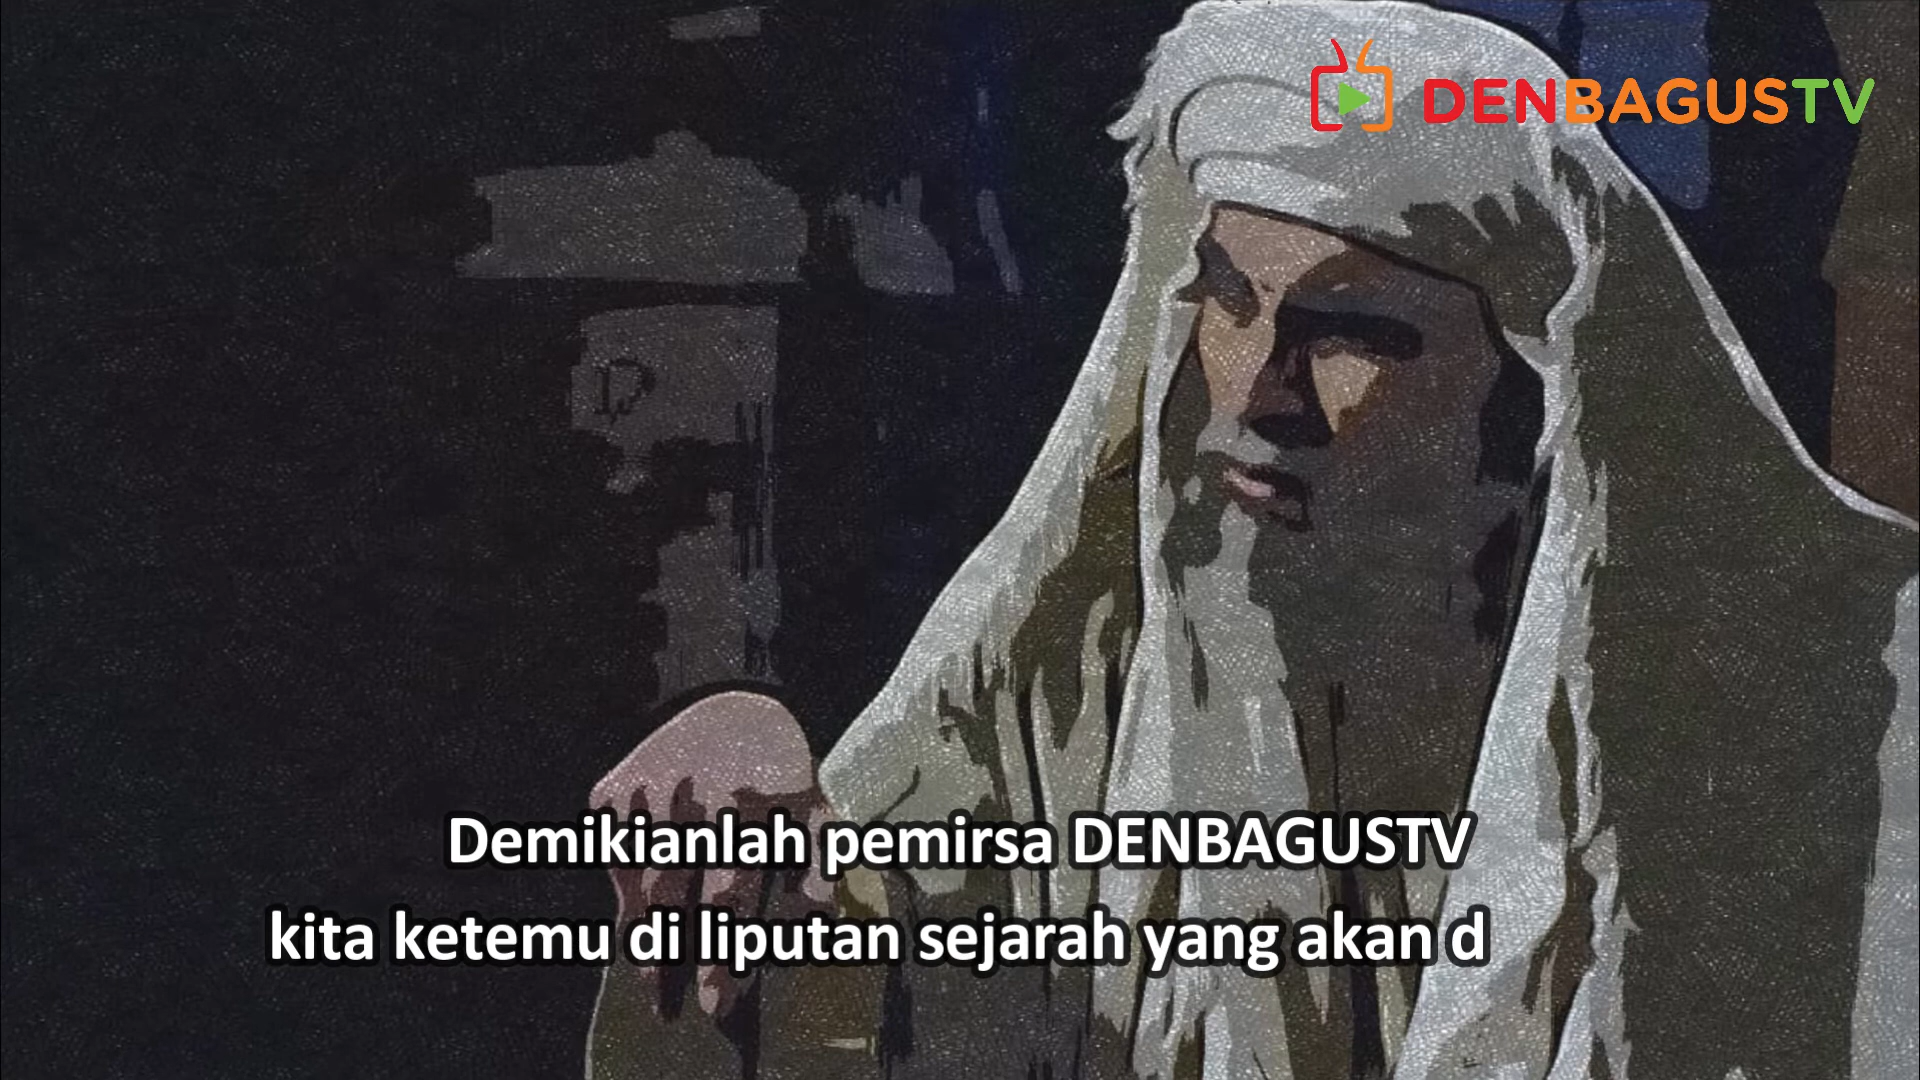 DENBAGUSTV
Demikianlah pemirsa DENBAGUSTV
kita ketemu di liputan sejarah yang akan d